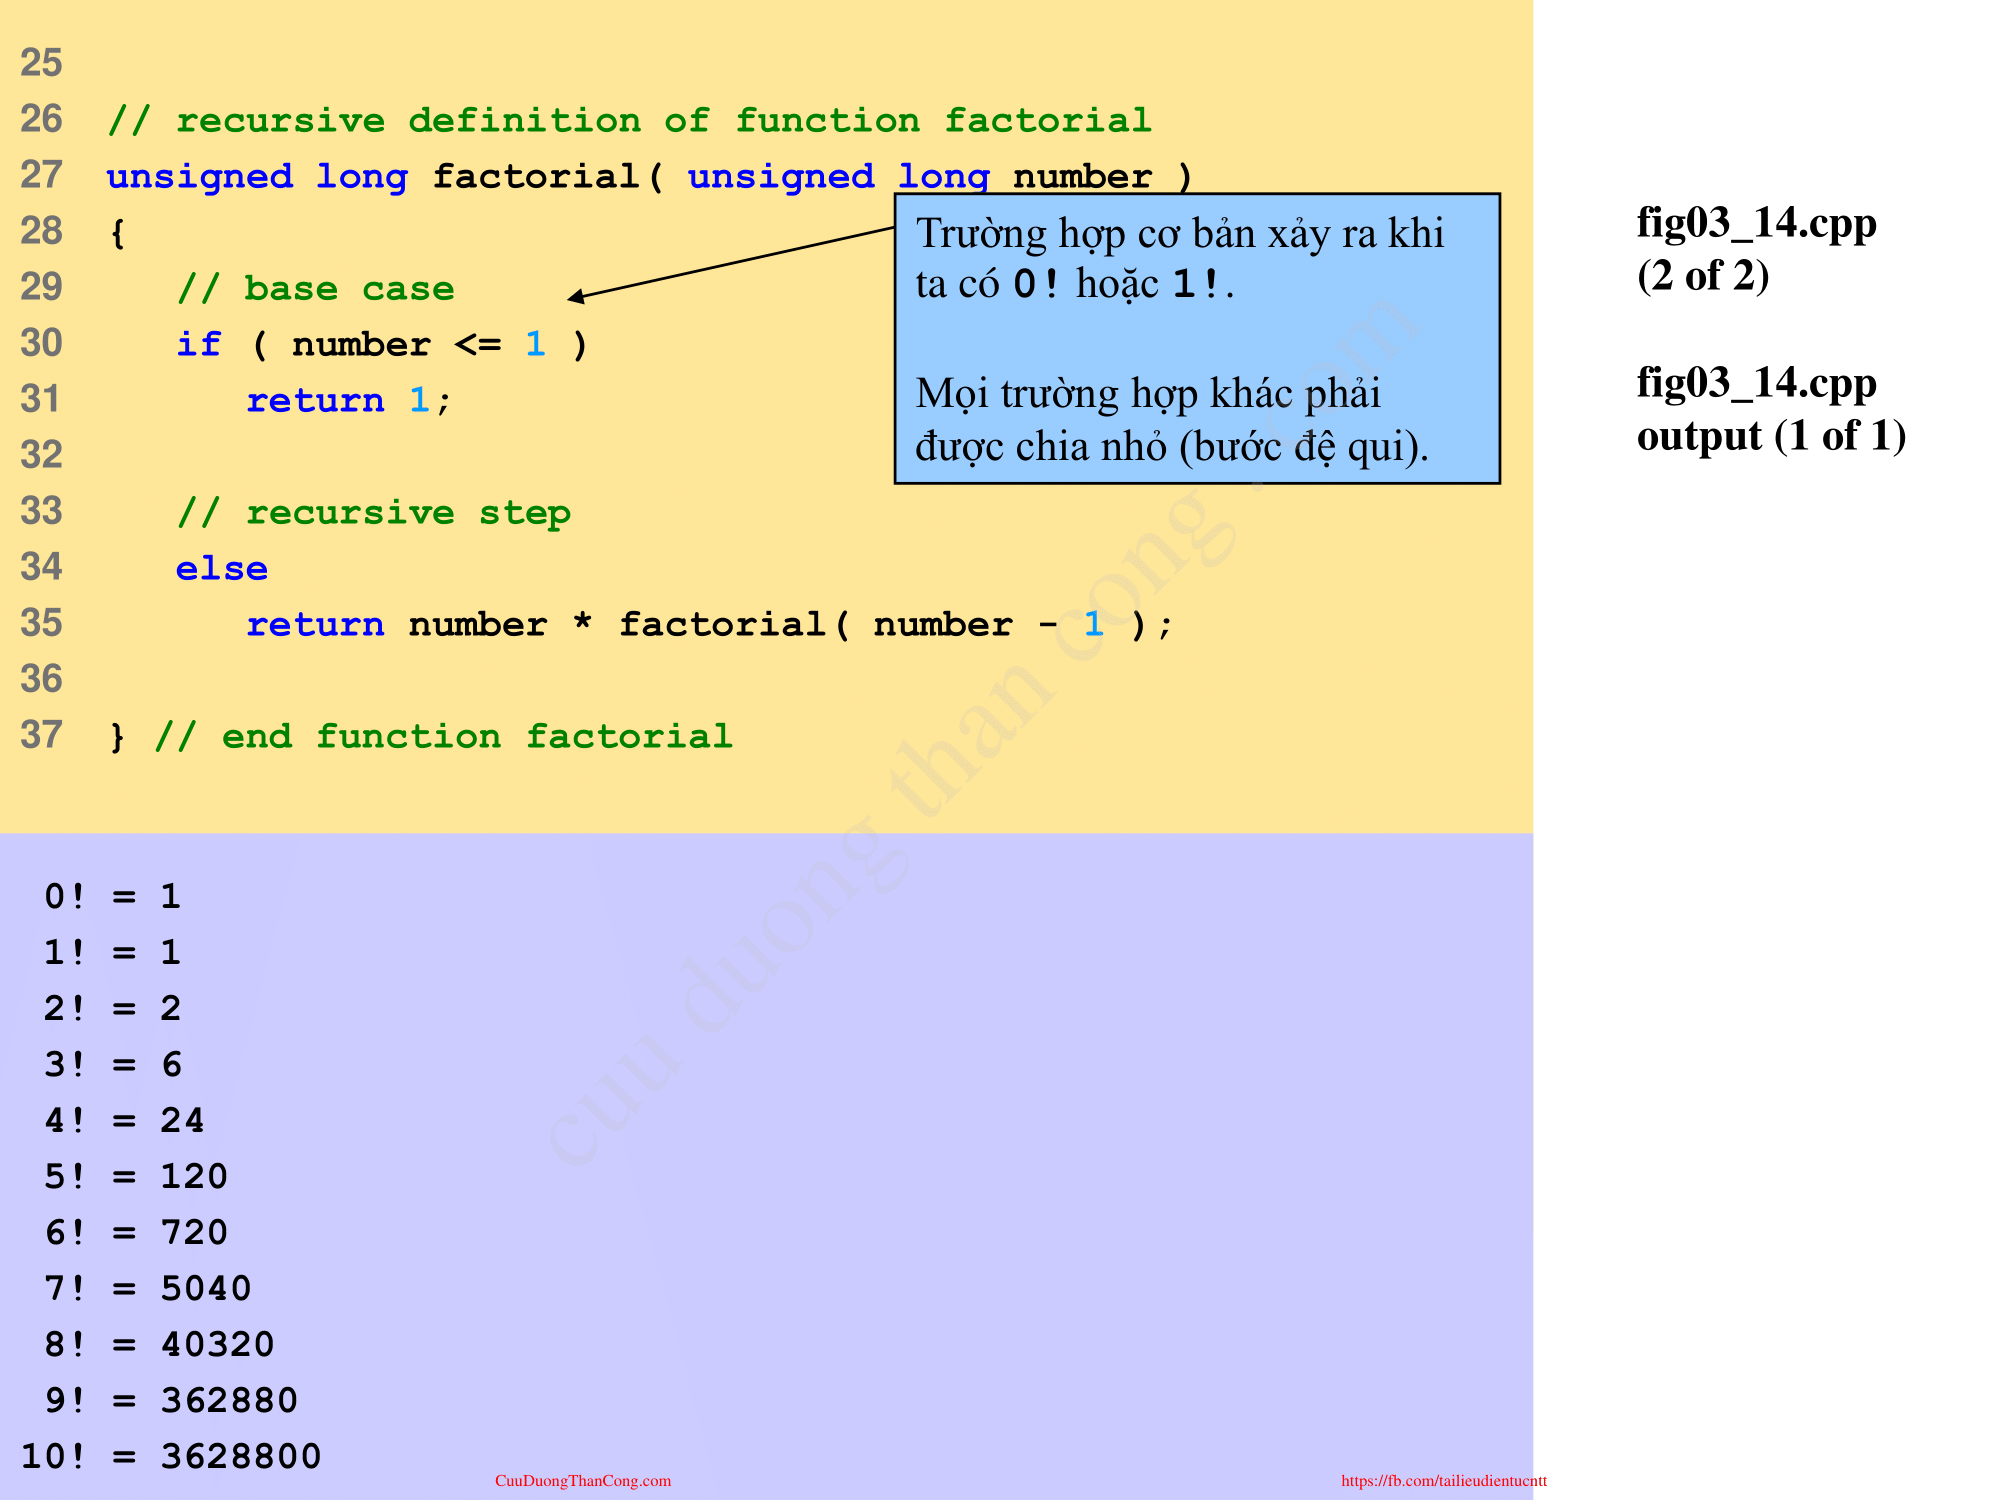 25
26 // recursive definition of function factorial
27 unsigned long factorial( unsigned long number )
28 {
29 // base case
30 if ( number <= 1 )
31 return 1;
32
33 // recursive step
34 else
35 return number * factorial( number - 1 );
36
37 } // end function factorial
Trường hợp cơ bản xảy ra khi
ta có 0! hoặc 1!.
Mọi trường hợp khác phải
được chia nhỏ (bước đệ qui).
fig03_14.cpp
(2 of 2)
fig03_14.cpp
output (1 of 1)
0! = 1
1! = 1
2! = 2
3! = 6
4! = 24
5! = 120
6! = 720
7! = 5040
8! = 40320
9! = 362880
10! = 3628800
cuu duong than cong . com
CuuDuongThanCong.com
https://fb.com/tailieudientucntt